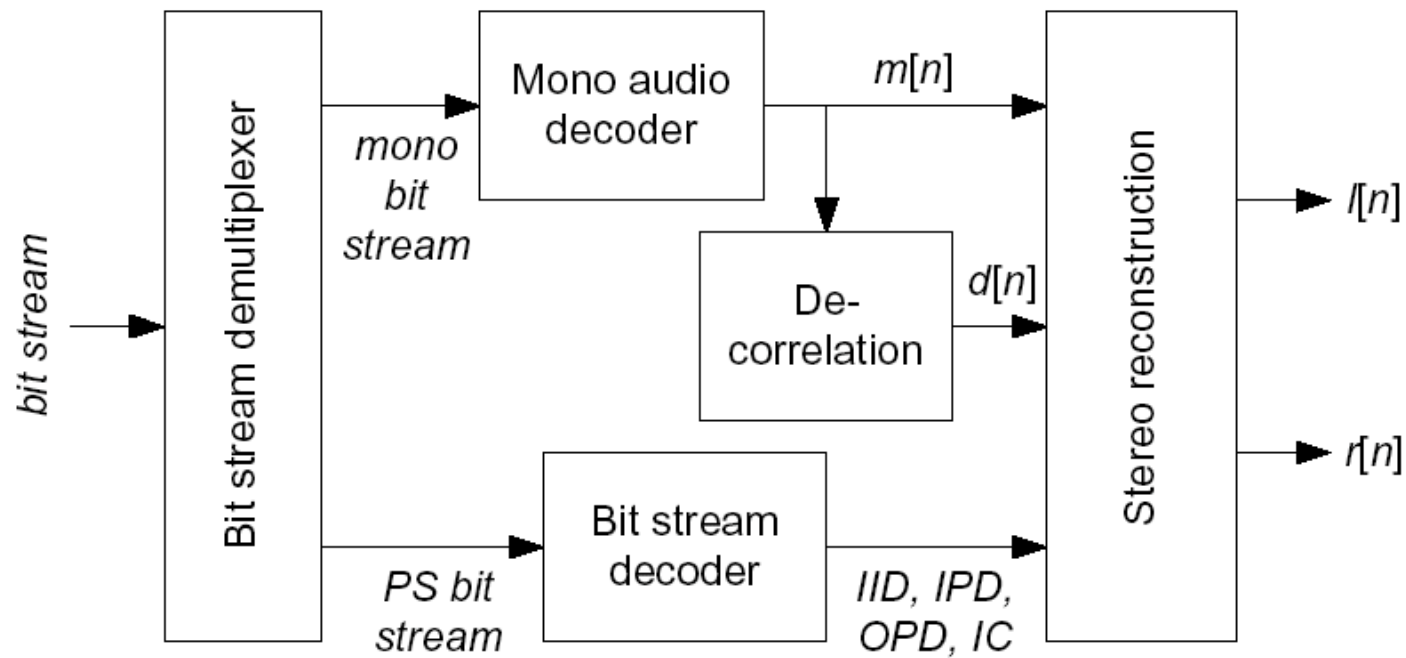 bit stream
Bit stream demultiplexer
mono
bit
stream
Mono audio
decoder
m[n]
De-
correlation
d[n]
PS bit
stream
Bit stream
decoder
IID, IPD,
OPD, IC
Stereo reconstruction
l[n]
r[n]